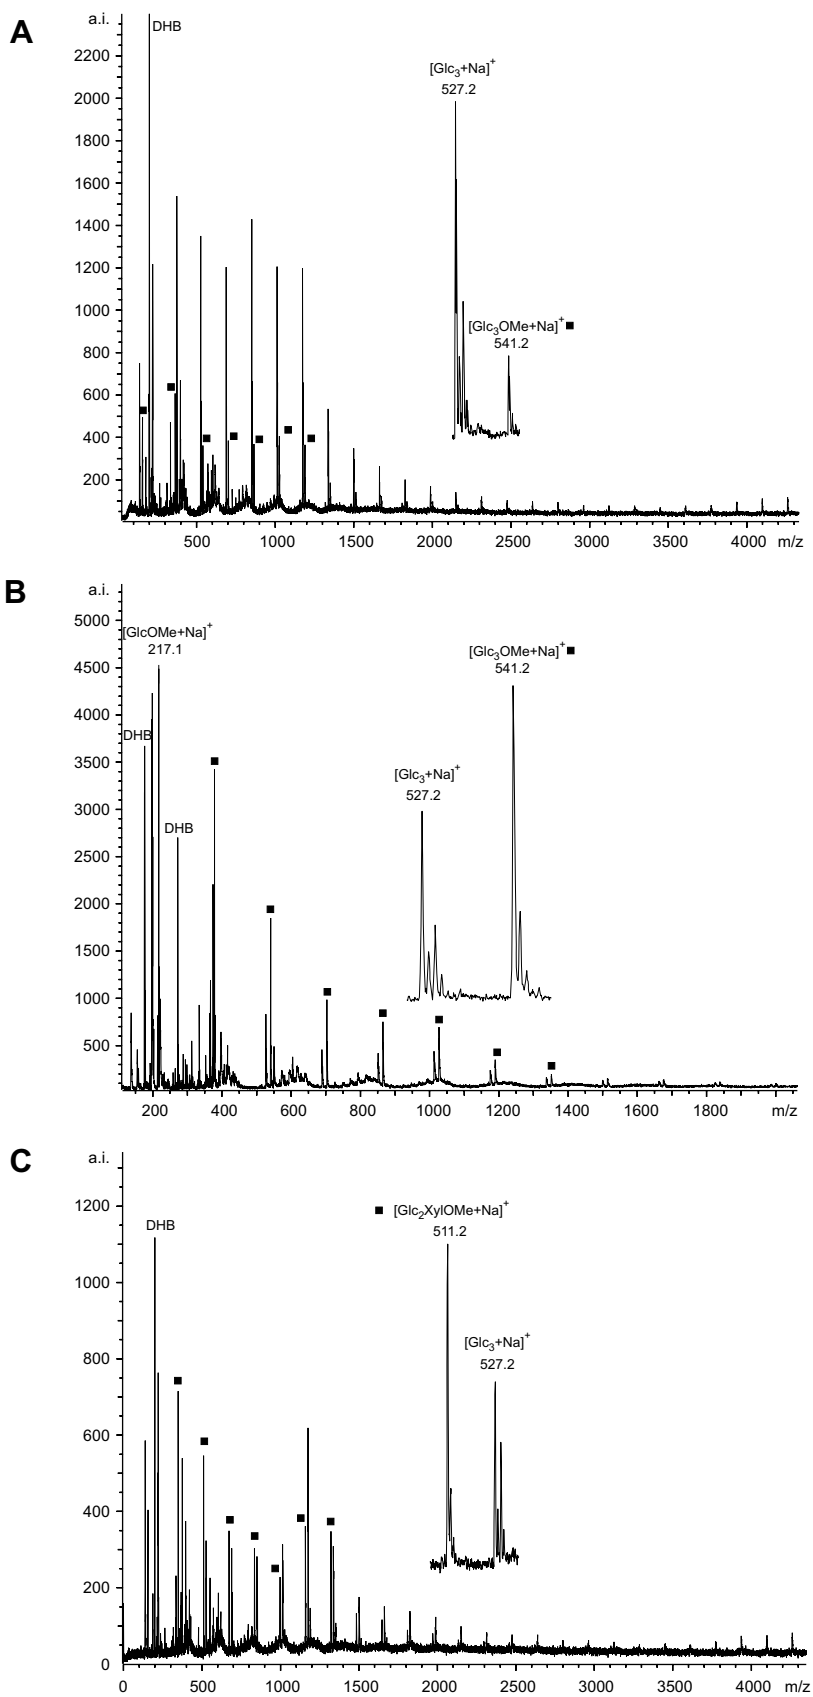 A
a.i.
DHB
[Glc3+Na]+
527.2
[Glc3OMe+Na]+ ■
541.2
2200
2000
1800
1600
1400
1200
1000
800
600
400
200
500 1000 1500 2000 2500 3000 3500 4000 m/z
B
a.i.
[GlcOMe+Na]+
217.1
DHB
DHB
[Glc3+Na]+
527.2
[Glc3OMe+Na]+ ■
541.2
5000
4500
4000
3500
3000
2500
2000
1500
1000
500
200 400 600 800 1000 1200 1400 1600 1800 m/z
C
a.i.
DHB
■ [Glc2XylOMe+Na]+
511.2
[Glc3+Na]+
527.2
1200
1000
800
600
400
200
0
0 500 1000 1500 2000 2500 3000 3500 4000 m/z